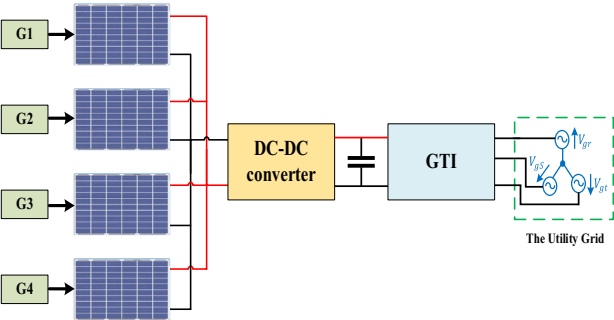 G1
G2
G3
G4
DC-DC
converter
GTI
V_gr
V_gS
V_gt
The Utility Grid